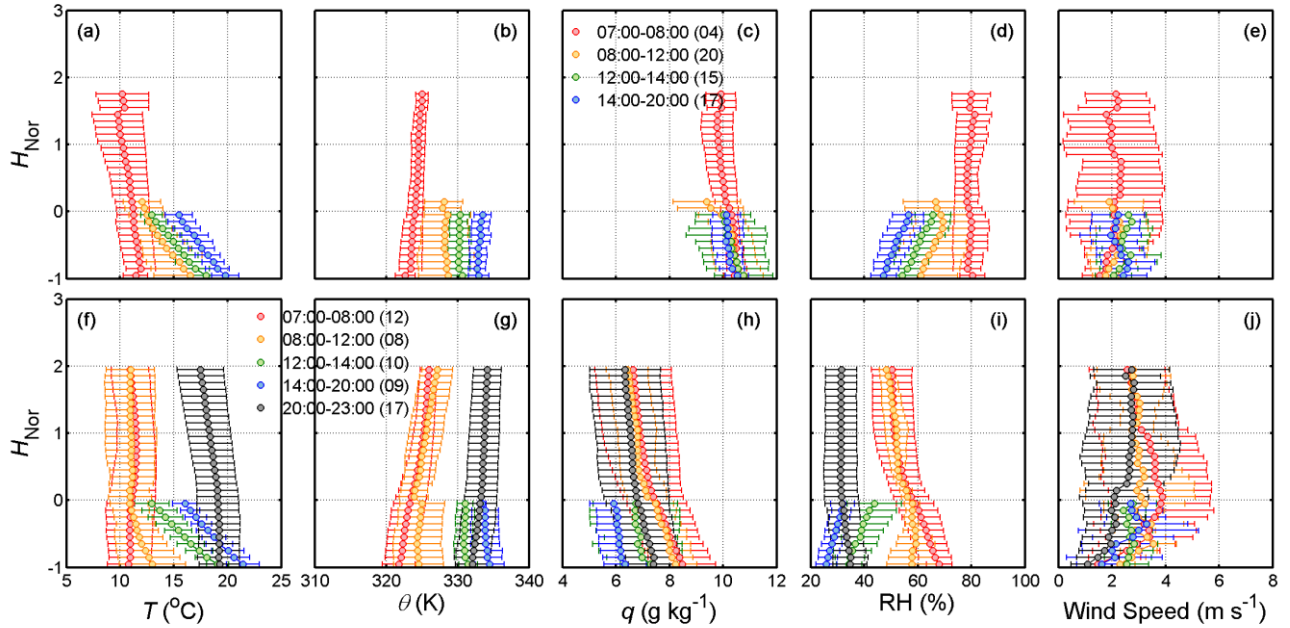 (a)
(b)
(c)
(d)
(e)
07:00-08:00 (04)
08:00-12:00 (20)
12:00-14:00 (15)
14:00-20:00 (17)
H_Nor
3
2
1
0
-1
(f)
(g)
(h)
(i)
(j)
07:00-08:00 (12)
08:00-12:00 (08)
12:00-14:00 (10)
14:00-20:00 (09)
20:00-23:00 (17)
H_Nor
3
2
1
0
-1
5 10 15 20 25
310 320 330 340
4 6 8 10 12
20 40 60 80 100
0 2 4 6 8
T (°C)
θ (K)
q (g kg⁻¹)
RH (%)
Wind Speed (m s⁻¹)